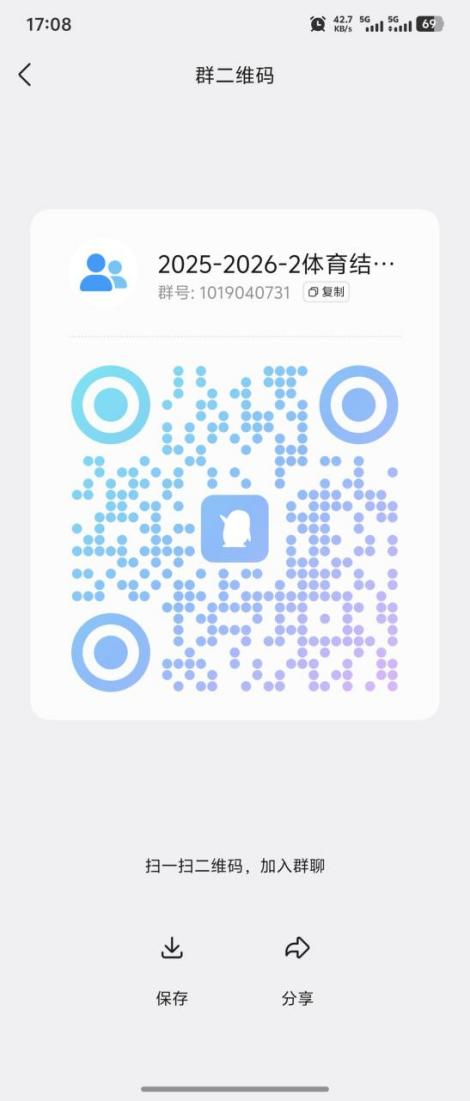 17:08 42.7 KB/s 5G 5G 69
群二维码
2025-2026-2体育结…
群号: 1019040731 复制
扫一扫二维码，加入群聊
保存 分享